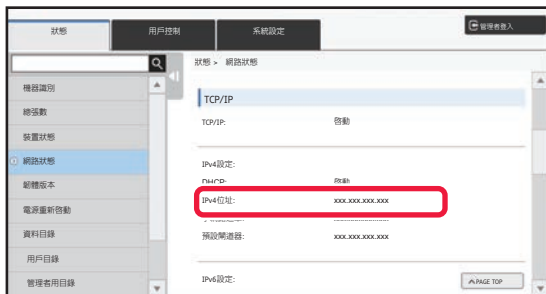 狀態
用戶控制
系統設定
管理者登入
狀態 > 網路狀態
機器識別
總張數
裝置狀態
網路狀態
韌體版本
電源重新啓動
資料目錄
用戶目錄
管理者用目錄
TCP/IP
TCP/IP: 啓動
IPv4設定:
DHCP: 啓動
IPv4位址: xxx.xxx.xxx.xxx
預設閘道器: xxx.xxx.xxx.xxx
IPv6設定:
PAGE TOP